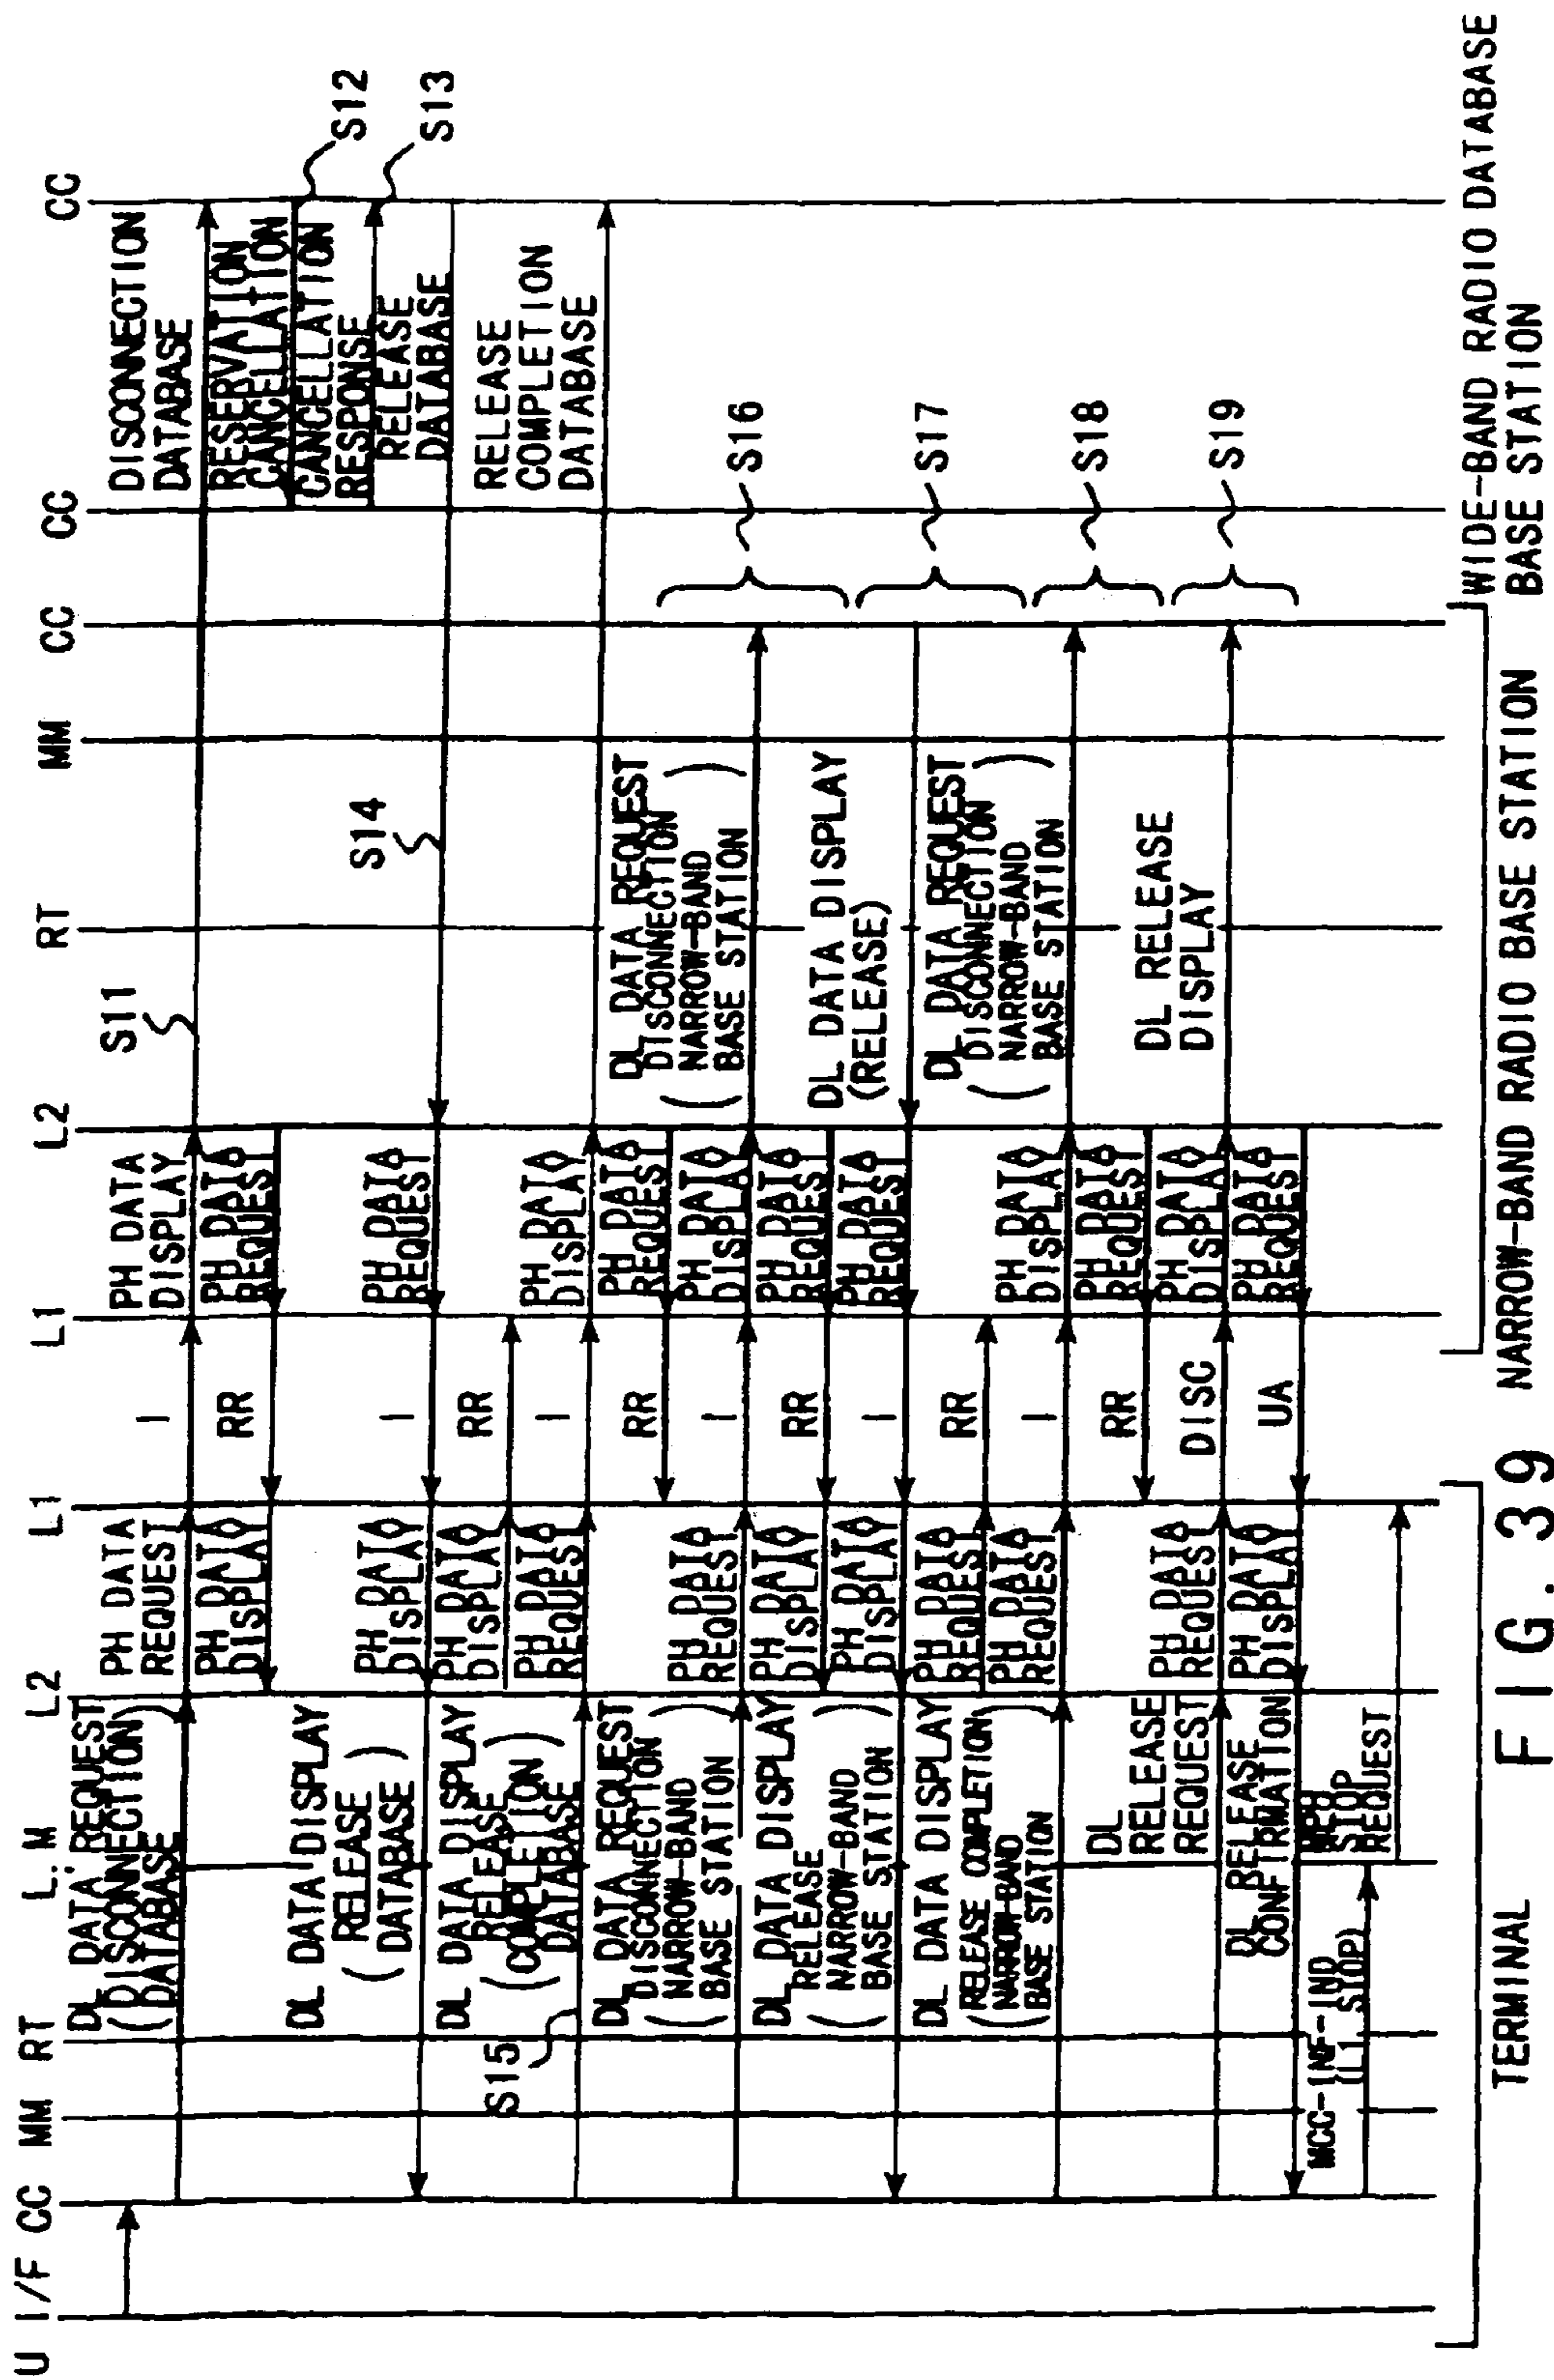 U I/F CC MM RT L.M L2 L1 L1 L2 RT MM CC CC CC
DL DATA REQUEST
(DISCONNECTION)
DATABASE
PH DATA
REQUEST
I
PH DATA
DISPLAY
S11
DISCONNECTION
DATABASE
PH DATA
DISPLAY
RR
PH DATA
REQUEST
RESERVATION
CANCELLATION
S12
CANCELLATION
RESPONSE
S13
DL DATA DISPLAY
(RELEASE)
DATABASE
PH DATA
DISPLAY
I
PH DATA
REQUEST
S14
RELEASE
DATABASE
DL DATA DISPLAY
RELEASE
(COMPLETION)
DATABASE
S15
PH DATA
DISPLAY
RR
PH DATA
REQUEST
I
PH DATA
DISPLAY
RELEASE
COMPLETION
DATABASE
RR
PH DATA
REQUEST
DL DATA REQUEST
DISCONNECTION
(NARROW-BAND
BASE STATION)
PH DATA
REQUEST
I
PH DATA
DISPLAY
DL DATA REQUEST
DISCONNECTION
(NARROW-BAND
BASE STATION)
S16
PH DATA
DISPLAY
RR
PH DATA
REQUEST
DL DATA DISPLAY
RELEASE
(NARROW-BAND
BASE STATION)
PH DATA
DISPLAY
I
PH DATA
REQUEST
DL DATA DISPLAY
(RELEASE)
S17
PH DATA
REQUEST
RR
DL DATA DISPLAY
(RELEASE COMPLETION)
(NARROW-BAND
BASE STATION
PH DATA
REQUEST
I
PH DATA
DISPLAY
DL DATA REQUEST
DISCONNECTION
(NARROW-BAND
BASE STATION)
S18
RR
PH DATA
REQUEST
DL
RELEASE
REQUEST
PH DATA
REQUEST
DISC
PH DATA
DISPLAY
DL RELEASE
DISPLAY
S19
DL
RELEASE
CONFIRMATION
PH DATA
DISPLAY
UA
PH DATA
REQUEST
MCC-INF-IND
(L1 STOP)
MPH
STOP
REQUEST
TERMINAL
NARROW-BAND RADIO BASE STATION
WIDE-BAND RADIO DATABASE
BASE STATION BASE STATION
FIG. 39